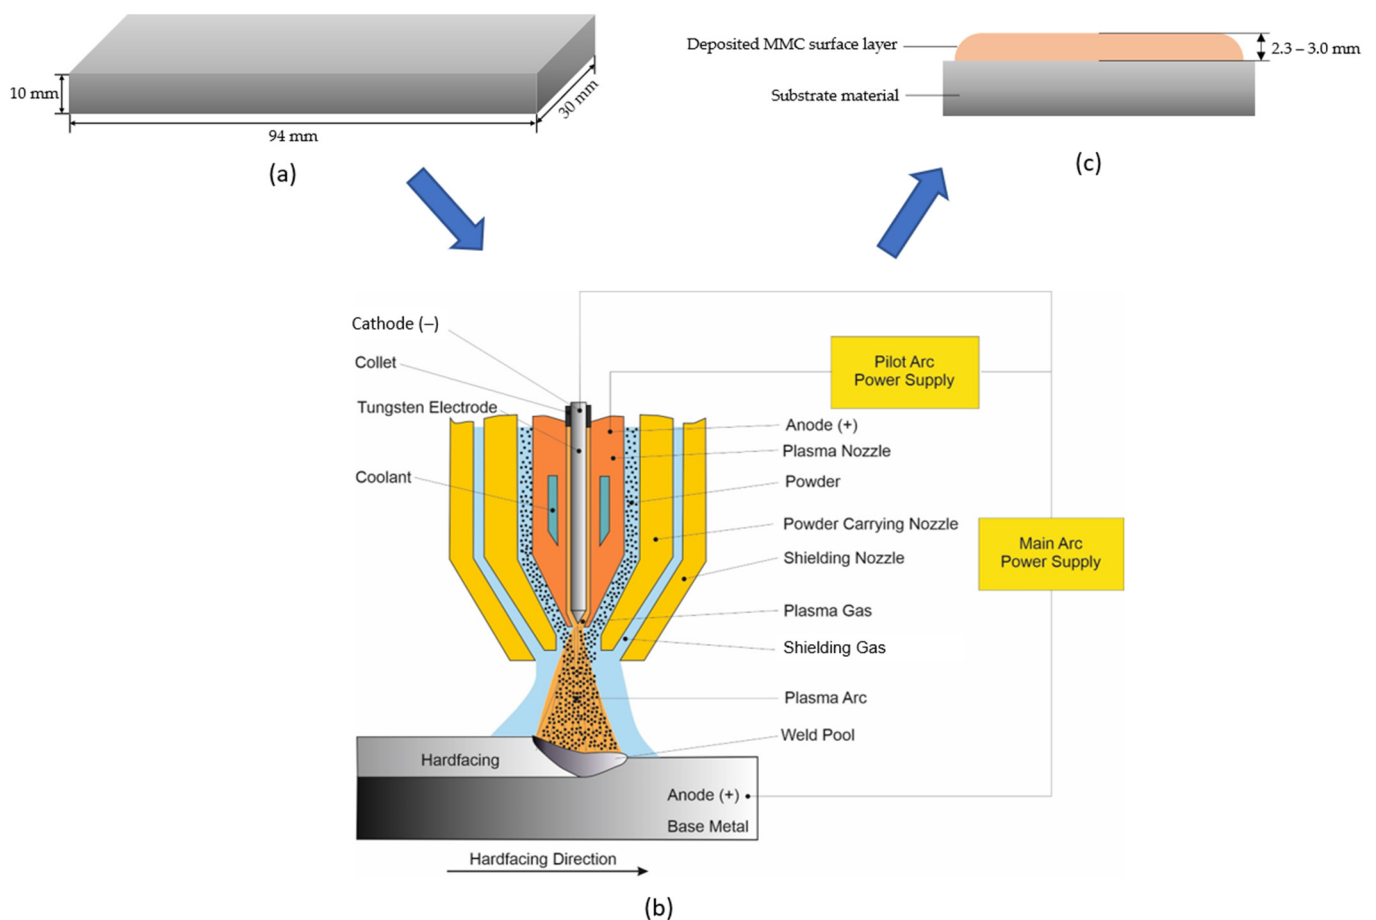 10 mm
94 mm
30 mm
(a)
Deposited MMC surface layer
Substrate material
2.3 – 3.0 mm
(c)
Cathode (–)
Collet
Tungsten Electrode
Coolant
Pilot Arc
Power Supply
Anode (+)
Plasma Nozzle
Powder
Powder Carrying Nozzle
Shielding Nozzle
Plasma Gas
Shielding Gas
Plasma Arc
Weld Pool
Main Arc
Power Supply
Hardfacing
Anode (+)
Base Metal
Hardfacing Direction
(b)